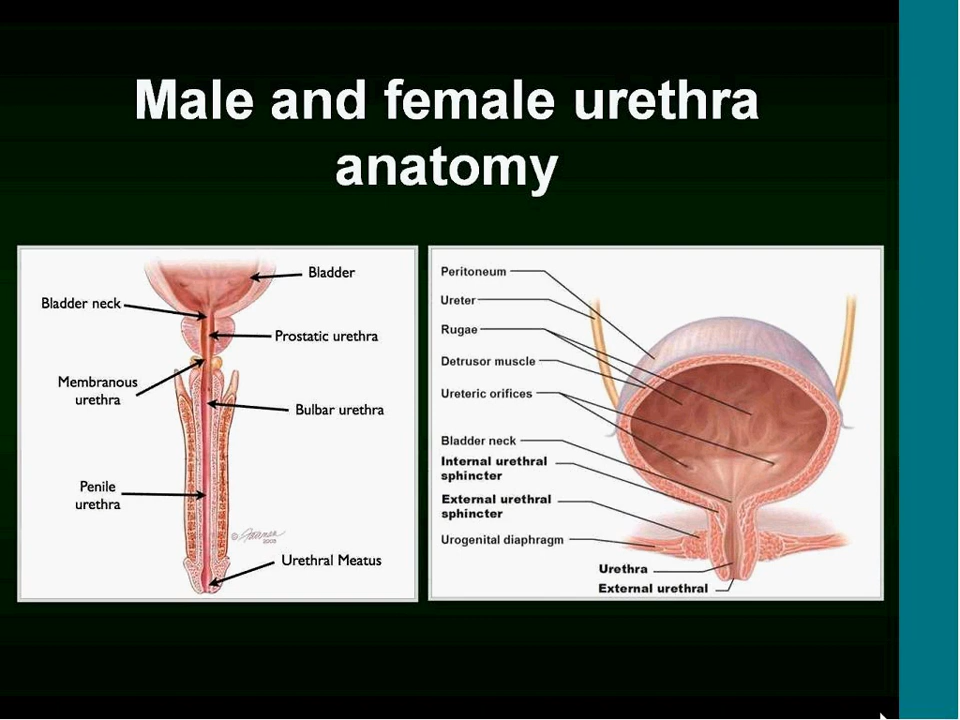 Male and female urethra
anatomy
Bladder
Bladder neck
Prostatic urethra
Membranous
urethra
Bulbar urethra
Penile
urethra
Urethral Meatus
©
2005
Peritoneum
Ureter
Rugae
Detrusor muscle
Ureteric orifices
Bladder neck
Internal urethral
sphincter
External urethral
sphincter
Urogenital diaphragm
Urethra
External urethral